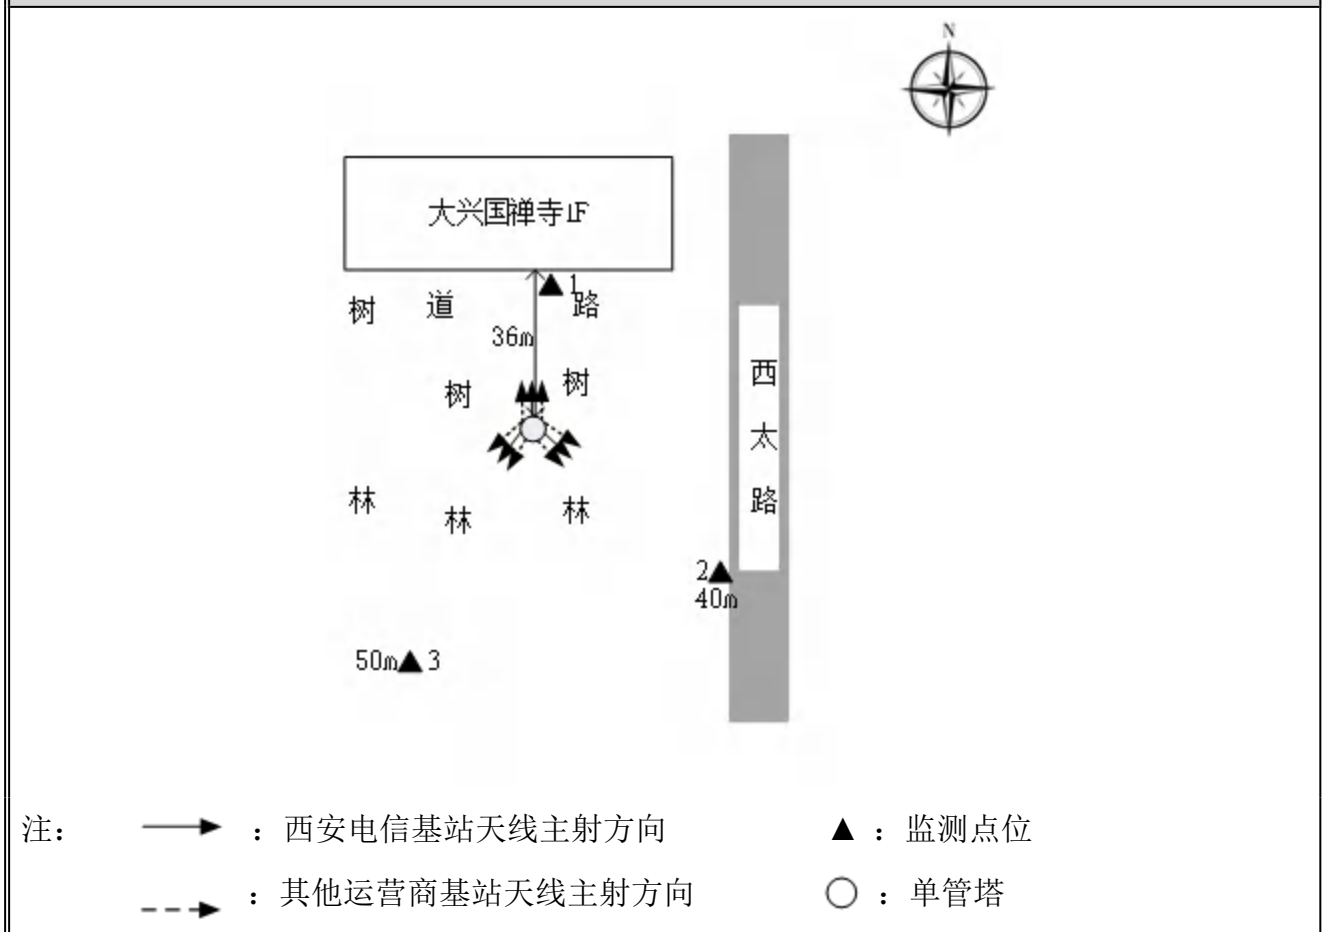 N
大兴国禅寺1F
1
树 道 路
36m
树 树
西太路
林 林 林
2
40m
50m 3
注： ：西安电信基站天线主射方向 ▲：监测点位
：其他运营商基站天线主射方向 ：单管塔